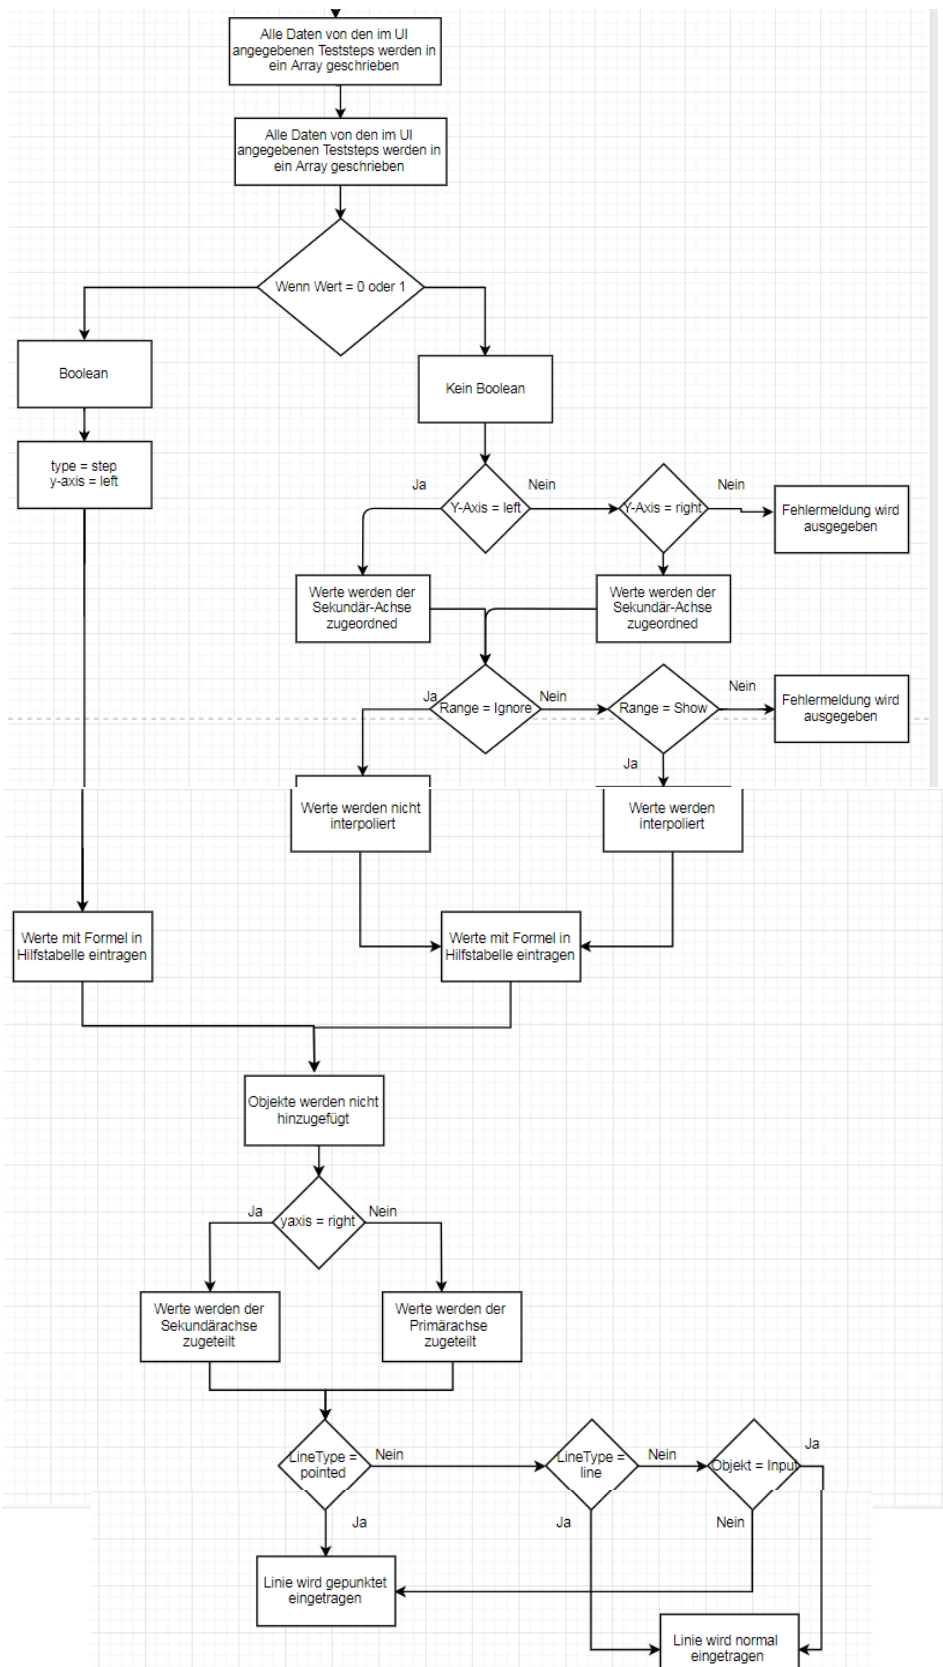 Alle Daten von den im UI
angegebenen Teststeps werden in
ein Array geschrieben
Alle Daten von den im UI
angegebenen Teststeps werden in
ein Array geschrieben
Wenn Wert = 0 oder 1
Boolean
Kein Boolean
type = step
y-axis = left
Ja
Nein
Nein
Y-Axis = left
Y-Axis = right
Fehlermeldung wird
ausgegeben
Werte werden der
Sekundär-Achse
zugeordned
Werte werden der
Sekundär-Achse
zugeordned
Ja
Nein
Nein
Range = Ignore
Range = Show
Fehlermeldung wird
ausgegeben
Ja
Werte werden nicht
interpoliert
Werte werden
interpoliert
Werte mit Formel in
Hilfstabelle eintragen
Werte mit Formel in
Hilfstabelle eintragen
Objekte werden nicht
hinzugefügt
Ja
Nein
yaxis = right
Werte werden der
Sekundärachse
zugeteilt
Werte werden der
Primärachse
zugeteilt
LineType =
pointed
Nein
LineType =
line
Nein
Objekt = Input
Ja
Ja
Ja
Nein
Linie wird gepunktet
eingetragen
Linie wird normal
eingetragen